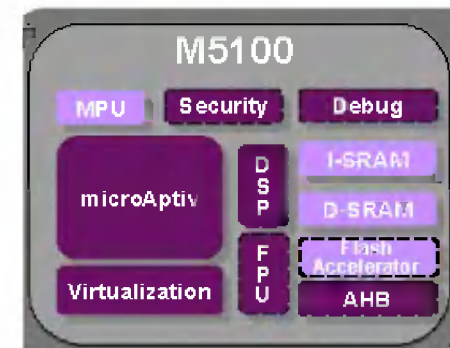 M5100
MPU
Security
Debug
microAptiv
DSP
I-SRAM
D-SRAM
FPU
Flash
Accelerator
Virtualization
AHB